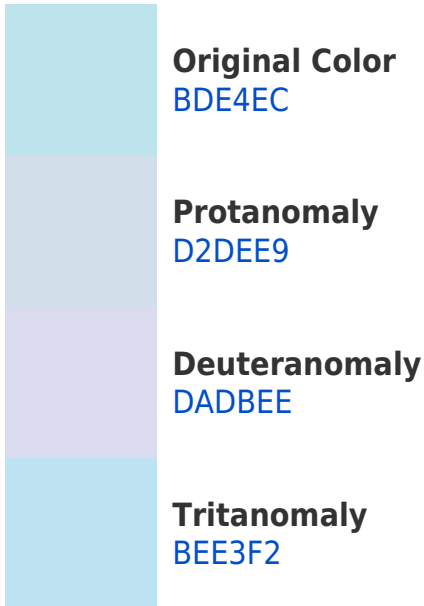 Original Color
BDE4EC
Protanomaly
D2DEE9
Deuteranomaly
DADBEE
Tritanomaly
BEE3F2